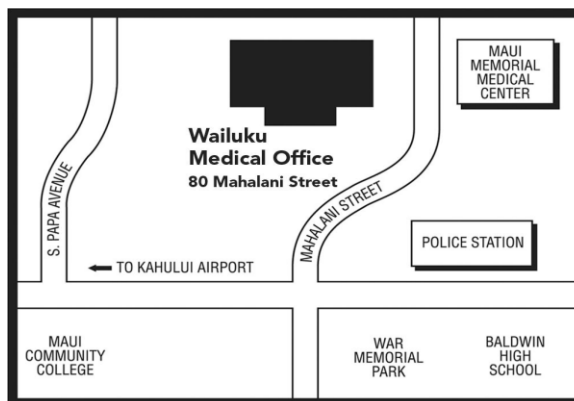 MAUI
MEMORIAL
MEDICAL
CENTER
Wailuku
Medical Office
80 Mahalani Street
S. PAPA AVENUE
MAHALANI STREET
POLICE STATION
TO KAHULUI AIRPORT
MAUI
COMMUNITY
COLLEGE
WAR
MEMORIAL
PARK
BALDWIN
HIGH
SCHOOL